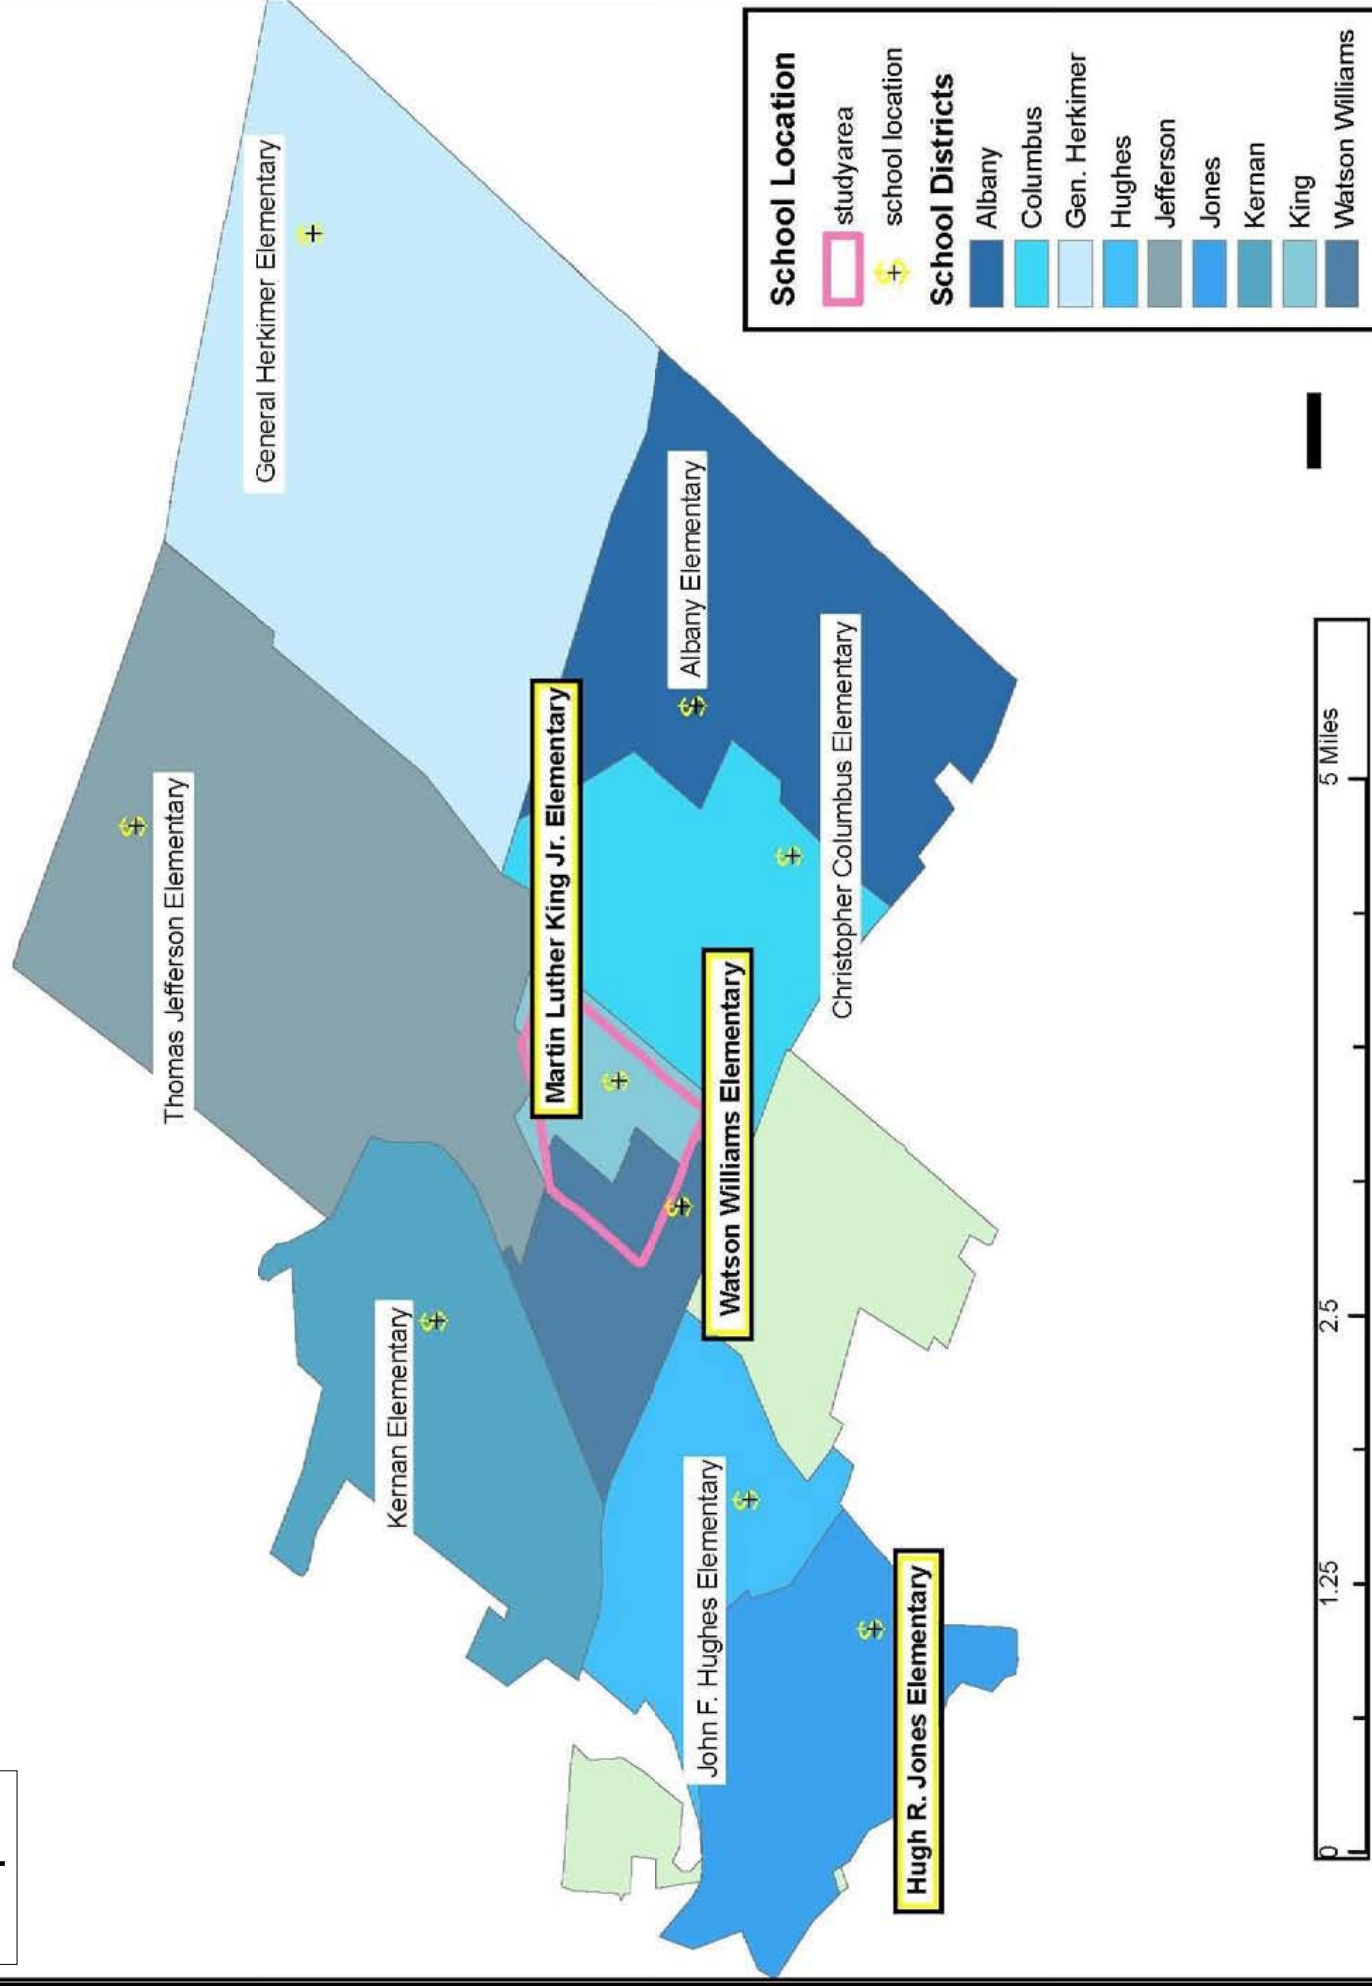 General Herkimer Elementary
Thomas Jefferson Elementary
Albany Elementary
Martin Luther King Jr. Elementary
Christopher Columbus Elementary
Watson Williams Elementary
Kernan Elementary
John F. Hughes Elementary
Hugh R. Jones Elementary
School Location
studyarea
school location
School Districts
Albany
Columbus
Gen. Herkimer
Hughes
Jefferson
Jones
Kernan
King
Watson Williams
0 1.25 2.5 5 Miles